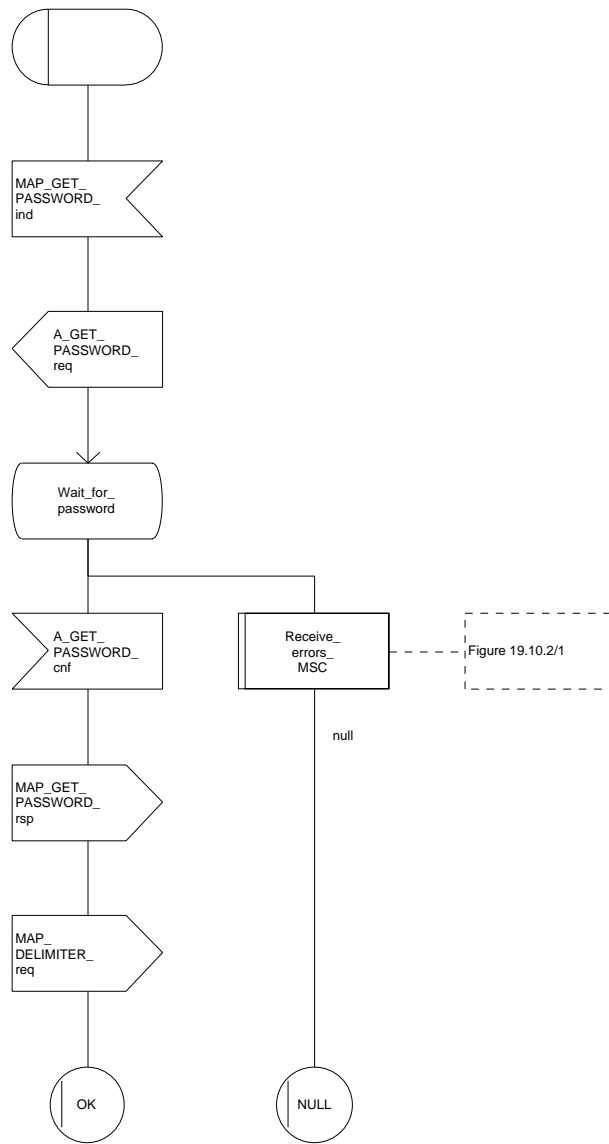 MAP_GET_
PASSWORD_
ind
A_GET_
PASSWORD_
req
Wait_for_
password
A_GET_
PASSWORD_
cnf
Receive_
errors_
MSC
Figure 19.10.2/1
null
MAP_GET_
PASSWORD_
rsp
MAP_
DELIMITER_
req
OK
NULL